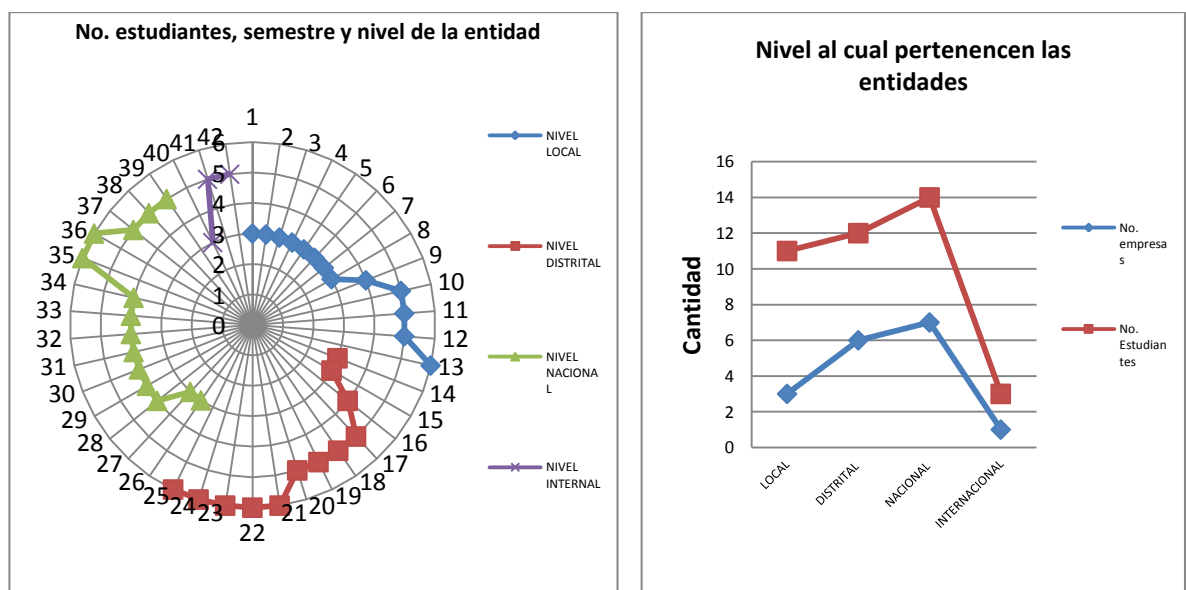 No. estudiantes, semestre y nivel de la entidad
1
2
3
4
5
6
7
8
9
10
11
12
13
14
15
16
17
18
19
20
21
22
23
24
25
26
27
28
29
30
31
32
33
34
35
36
37
38
39
40
41
42
6
5
4
3
2
1
0
NIVEL
LOCAL
NIVEL
DISTRITAL
NIVEL
NACIONA
L
NIVEL
INTERNAL
Nivel al cual pertenencen las
entidades
Cantidad
16
14
12
10
8
6
4
2
0
LOCAL
DISTRITAL
NACIONAL
INTERNACIONAL
No.
empresa
s
No.
Estudian
tes